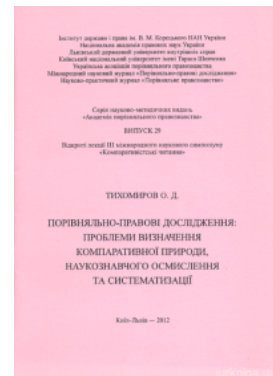 Інститут держави і права ім. В. М. Корецького НАН України
Національна академія правових наук України
Львівський державний університет внутрішніх справ
Київський національний університет імені Тараса Шевченка
Українська асоціація порівняльного правознавства
Міжнародний науковий журнал «Порівняльно-правові дослідження»
Науково-практичний журнал «Порівняльне правознавство»
Серія науково-методичних видань
«Академія порівняльного правознавства»
ВИПУСК 29
Відкриті лекції ІІІ міжнародного наукового симпозіуму
«Компаративістські читання»
ТИХОМИРОВ О. Д.
ПОРІВНЯЛЬНО-ПРАВОВІ ДОСЛІДЖЕННЯ:
ПРОБЛЕМИ ВИЗНАЧЕННЯ
КОМПАРАТИВНОЇ ПРИРОДИ,
НАУКОЗНАВЧОГО ОСМИСЛЕННЯ
ТА СИСТЕМАТИЗАЦІЇ
Київ-Львів – 2012